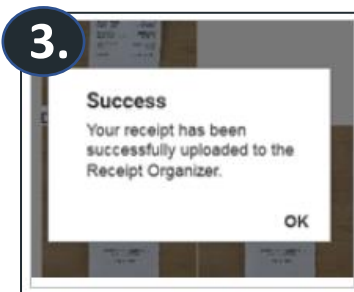 3.
Success
Your receipt has been
successfully uploaded to the
Receipt Organizer.
OK